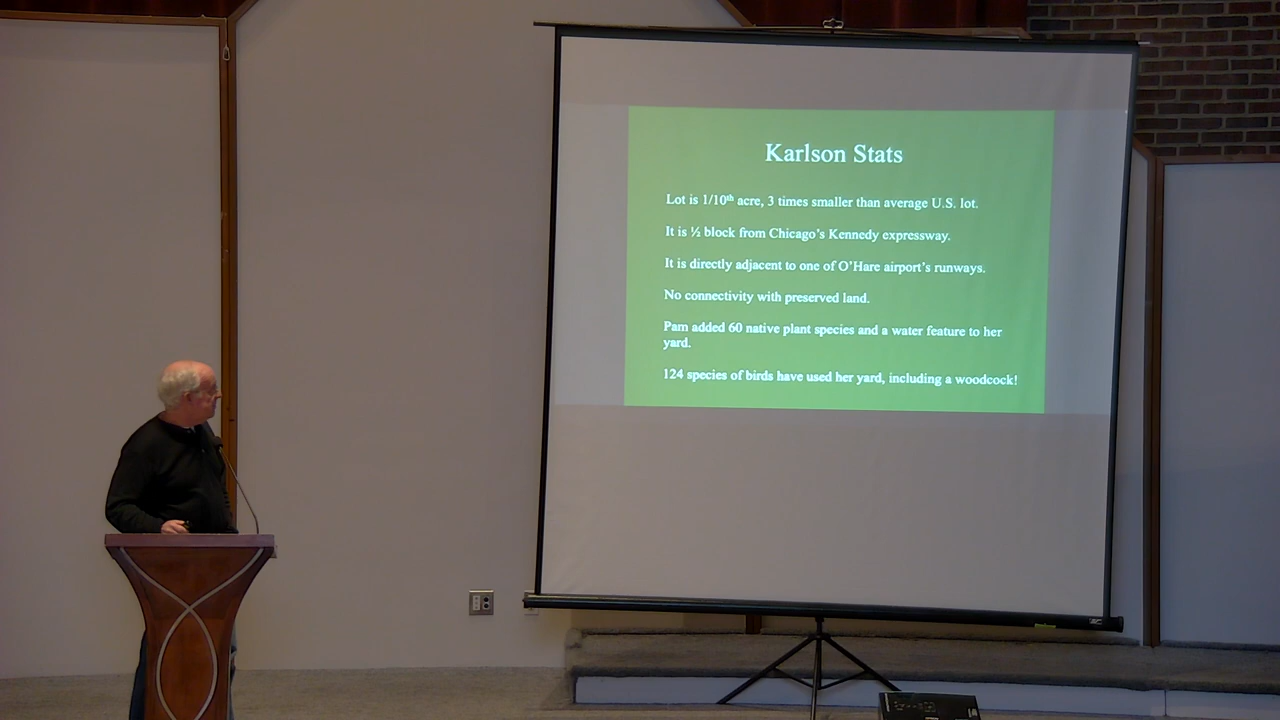 Karlson Stats
Lot is 1/10th acre, 3 times smaller than average U.S. lot.
It is ½ block from Chicago's Kennedy expressway.
It is directly adjacent to one of O'Hare airport's runways.
No connectivity with preserved land.
Pam added 60 native plant species and a water feature to her
yard.
124 species of birds have used her yard, including a woodcock!